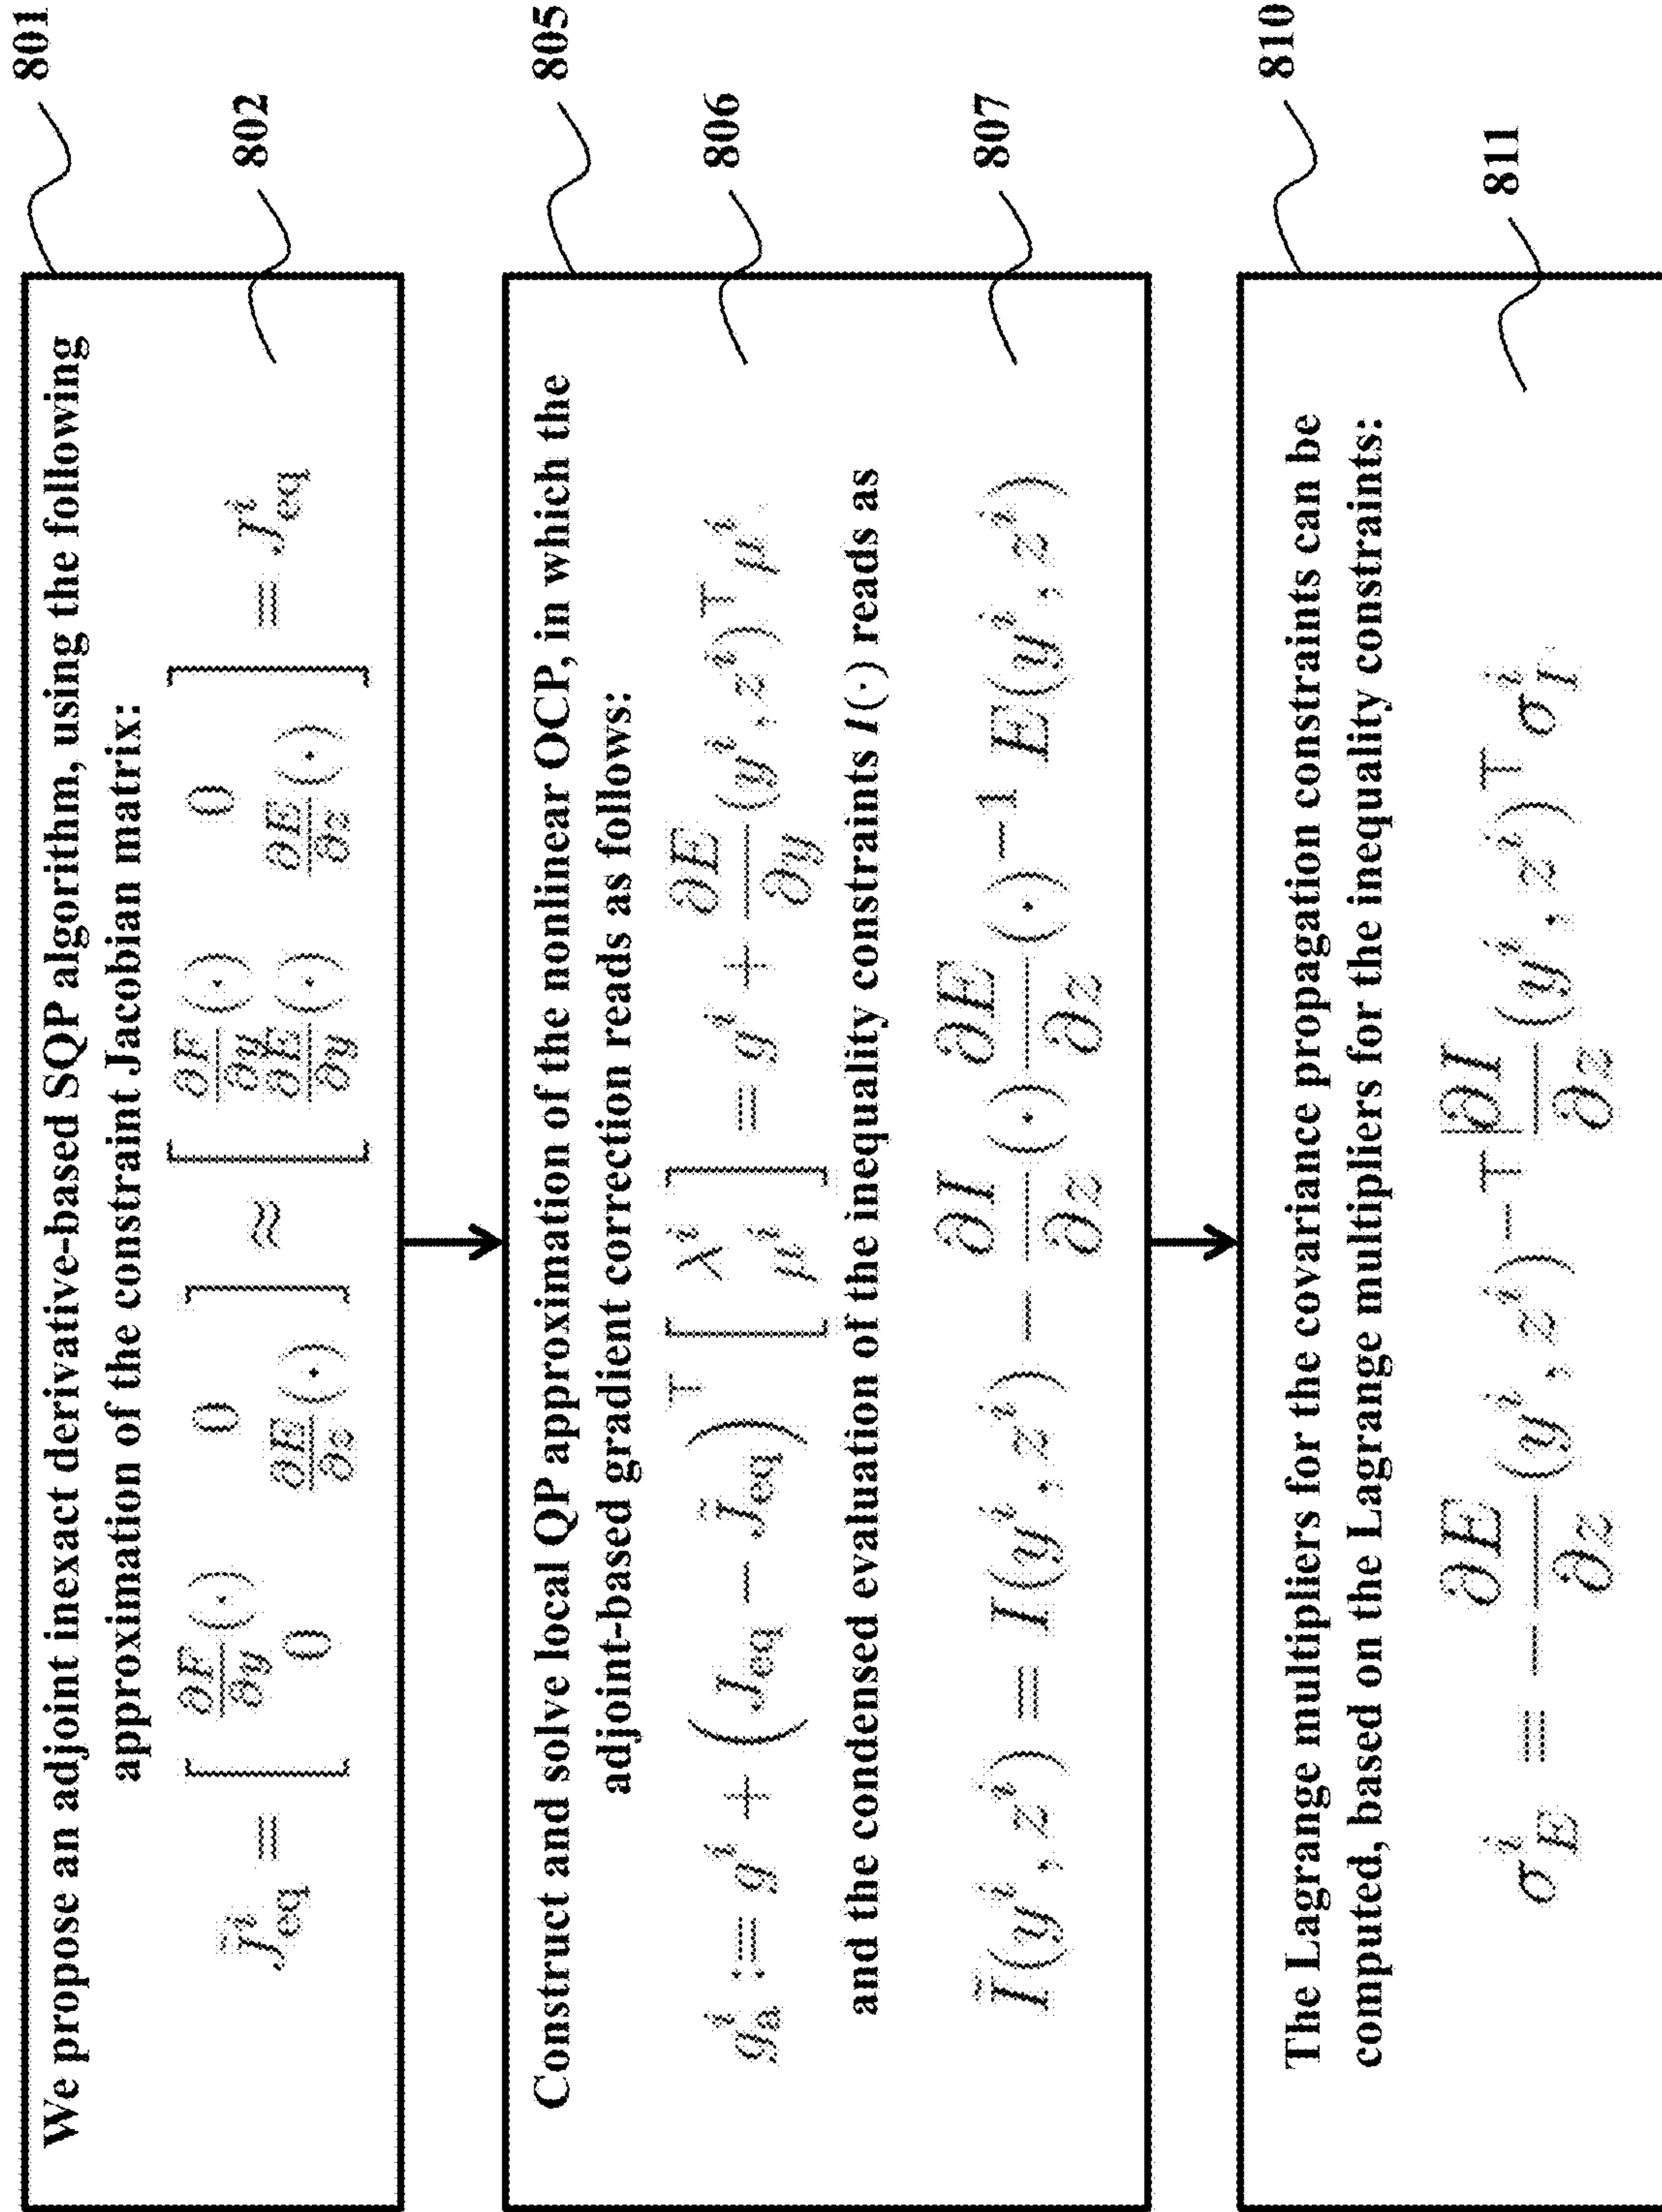 We propose an adjoint inexact derivative-based SQP algorithm, using the following
approximation of the constraint Jacobian matrix:
J̃ⁱ_eq = [ ∂F/∂y(·) 0 ; 0 ∂E/∂z(·) ] ≈ [ ∂F/∂y(·) 0 ; ∂E/∂y(·) ∂E/∂z(·) ] = Jⁱ_eq
801
802
Construct and solve local QP approximation of the nonlinear OCP, in which the
adjoint-based gradient correction reads as follows:
gⁱ_a := gⁱ + (J_eq − J̃_eq)^⊤ [ λⁱ ; μⁱ ] = gⁱ + ∂E/∂y(yⁱ, zⁱ)^⊤ μⁱ
and the condensed evaluation of the inequality constraints I(·) reads as
Ĩ(yⁱ, zⁱ) = I(yⁱ, zⁱ) − ∂I/∂z(·) ∂E/∂z(·)⁻¹ E(yⁱ, zⁱ)
805
806
807
The Lagrange multipliers for the covariance propagation constraints can be
computed, based on the Lagrange multipliers for the inequality constraints:
σⁱ_E = − ∂E/∂z(yⁱ, zⁱ)^−⊤ ∂I/∂z(yⁱ, zⁱ)^⊤ σⁱ_I
810
811